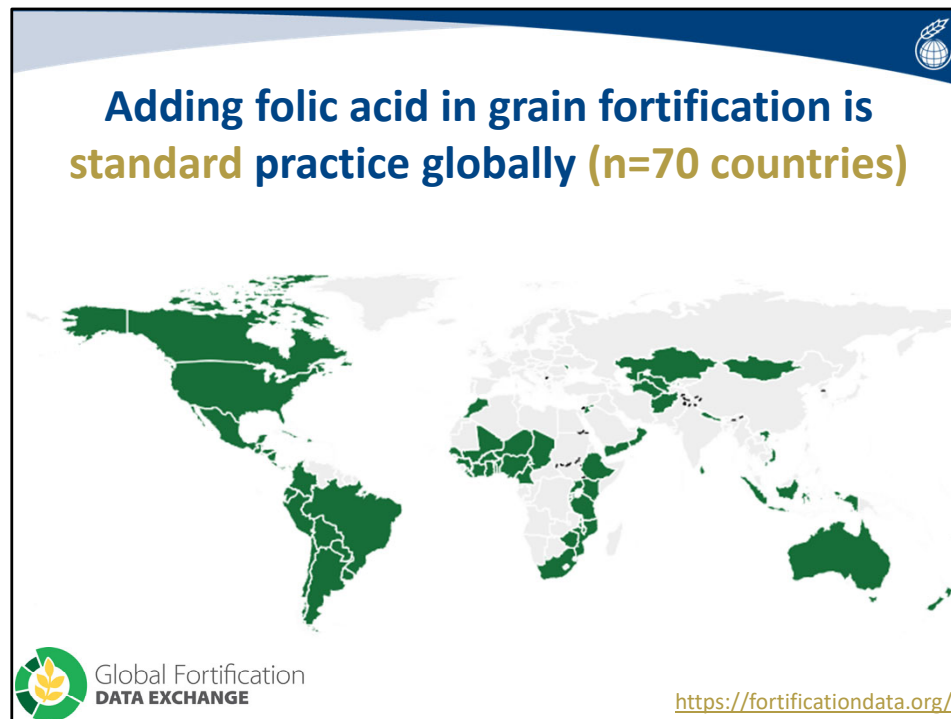 Adding folic acid in grain fortification is
standard practice globally (n=70 countries)
Global Fortification
DATA EXCHANGE
https://fortificationdata.org/